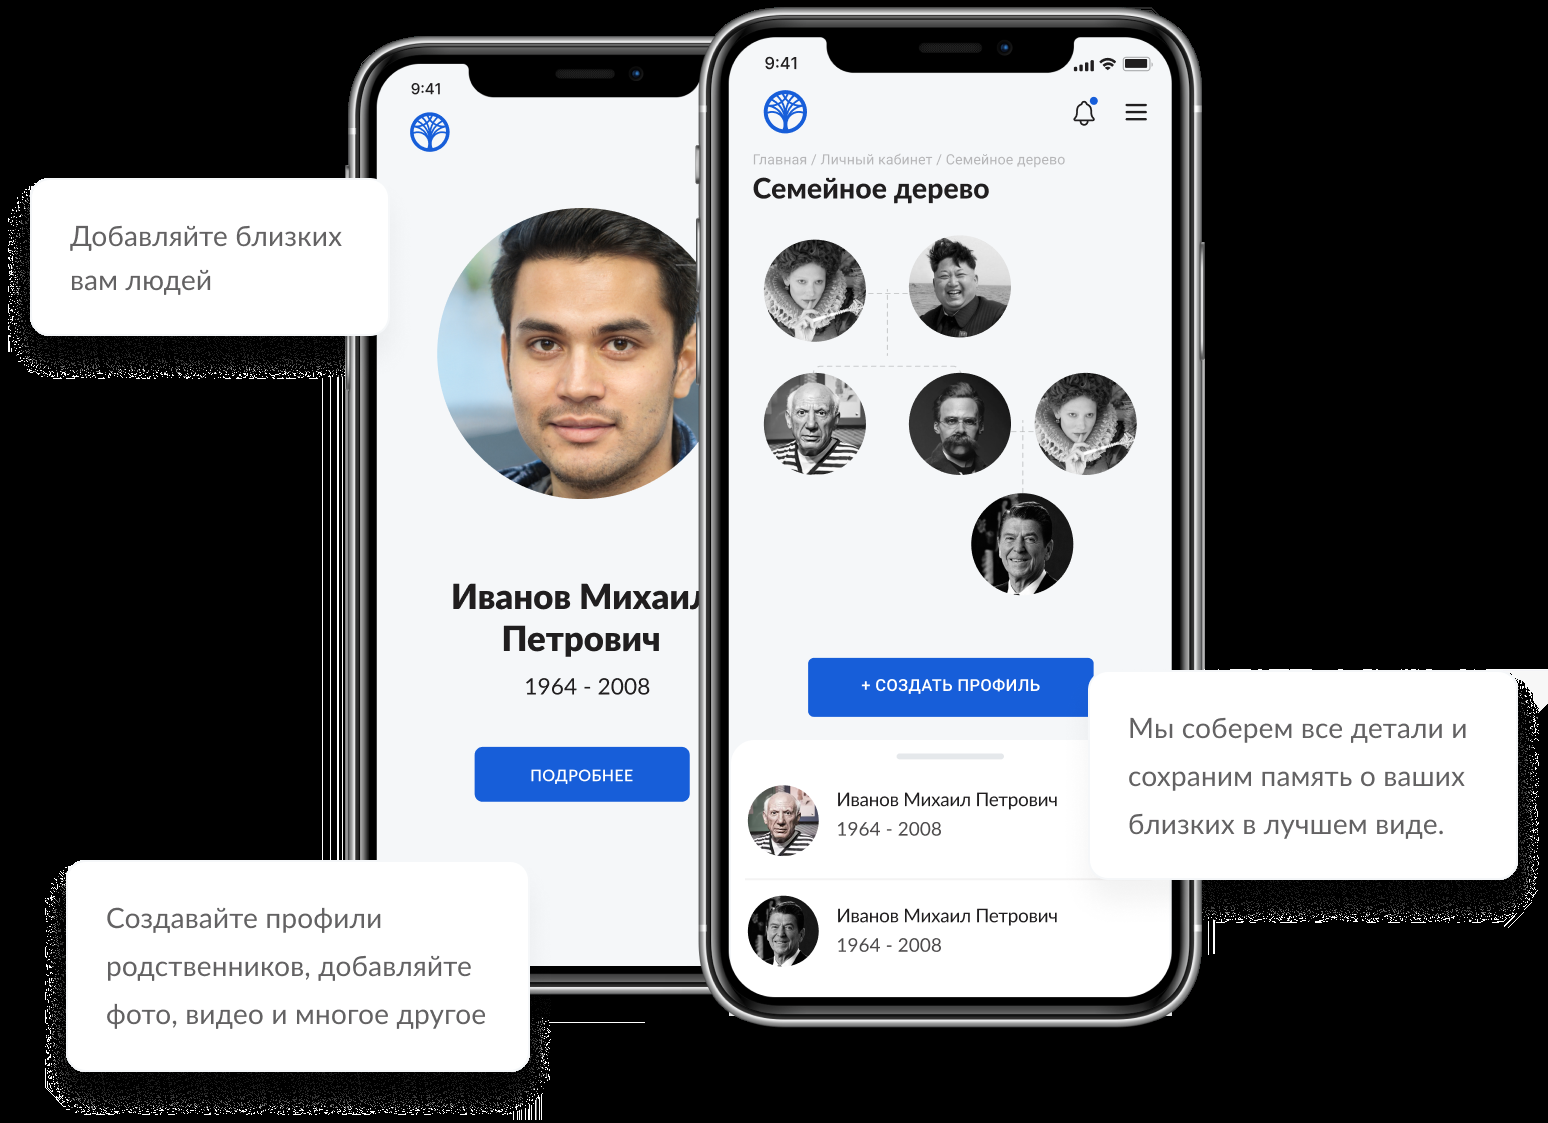 9:41
Добавляйте близких
вам людей
Иванов Михаил
Петрович
1964 - 2008
ПОДРОБНЕЕ
Создавайте профили
родственников, добавляйте
фото, видео и многое другое
9:41
Главная / Личный кабинет / Семейное дерево
Семейное дерево
+ СОЗДАТЬ ПРОФИЛЬ
Иванов Михаил Петрович
1964 - 2008
Иванов Михаил Петрович
1964 - 2008
Мы соберем все детали и
сохраним память о ваших
близких в лучшем виде.